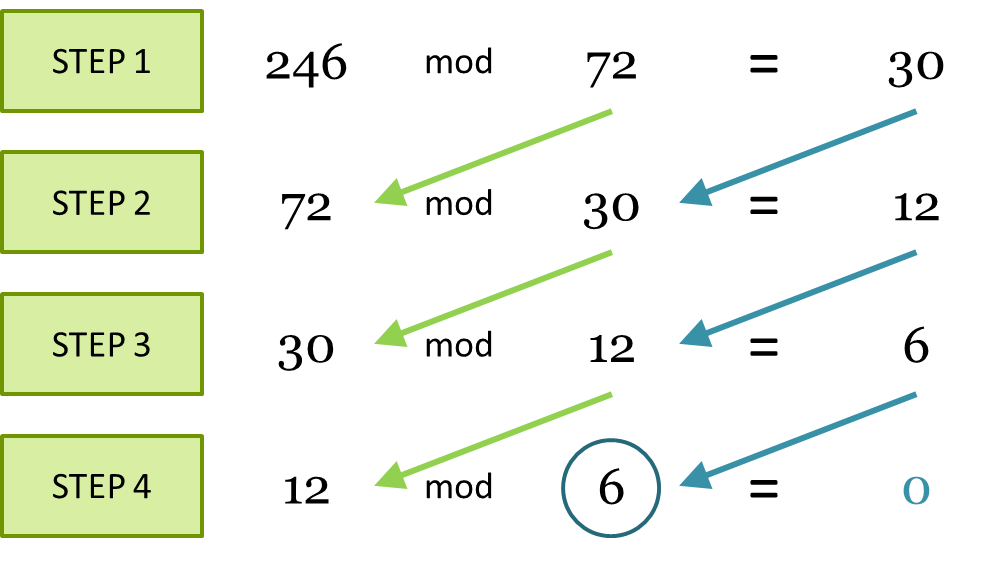 STEP 1 246 mod 72 = 30
STEP 2 72 mod 30 = 12
STEP 3 30 mod 12 = 6
STEP 4 12 mod 6 = 0